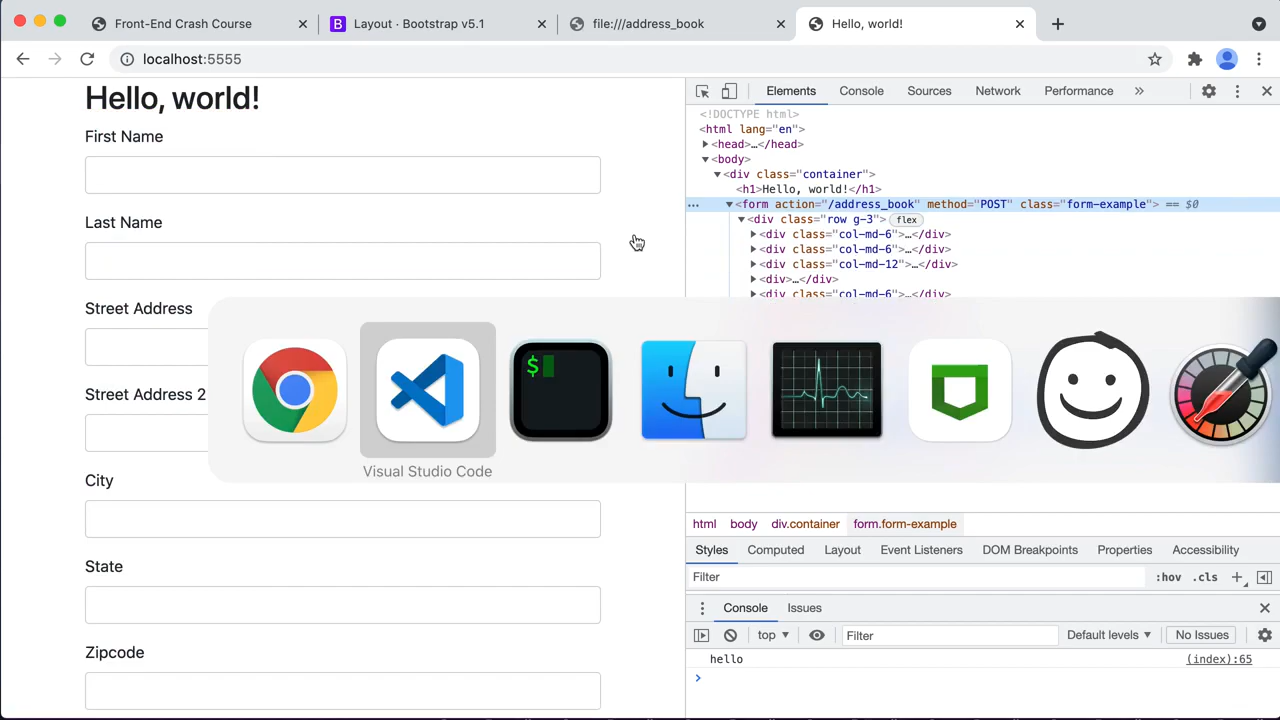 Front-End Crash Course
Layout · Bootstrap v5.1
file:///address_book
Hello, world!
localhost:5555
Hello, world!
First Name
Last Name
Street Address
Street Address 2
City
State
Zipcode
Elements Console Sources Network Performance »
<!DOCTYPE html>
<html lang="en">
<head>…</head>
<body>
<div class="container">
<h1>Hello, world!</h1>
<form action="/address_book" method="POST" class="form-example"> == $0
<div class="row g-3"> flex
<div class="col-md-6">…</div>
<div class="col-md-6">…</div>
<div class="col-md-12">…</div>
<div>…</div>
<div class="col-md-6">…</div>
$
Visual Studio Code
html body div.container form.form-example
Styles Computed Layout Event Listeners DOM Breakpoints Properties Accessibility
Filter :hov .cls +
Console Issues
top Filter Default levels No Issues
hello (index):65